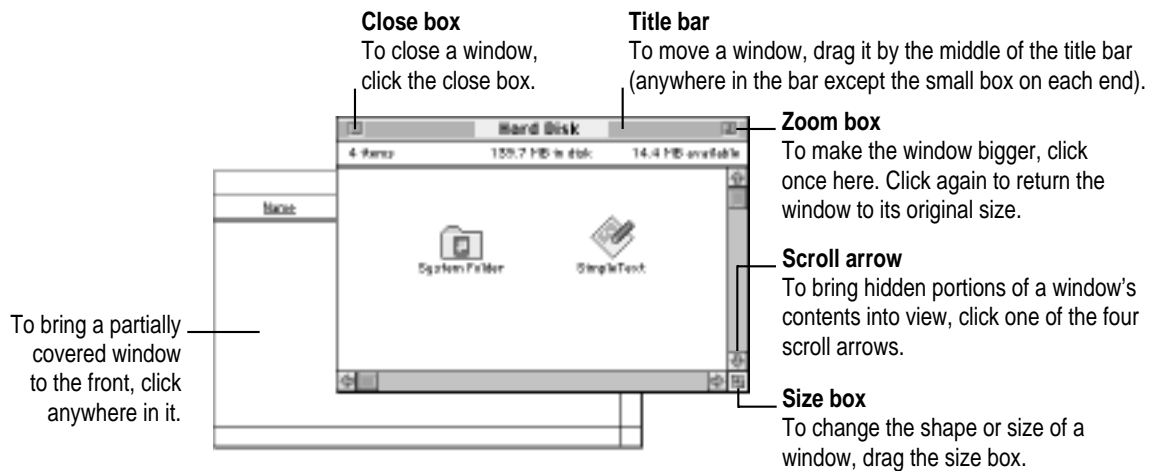 Close box
To close a window,
click the close box.
Title bar
To move a window, drag it by the middle of the title bar
(anywhere in the bar except the small box on each end).
Hard Disk
4 items
139.7 MB in disk
14.4 MB available
Name
System Folder
SimpleText
Zoom box
To make the window bigger, click
once here. Click again to return the
window to its original size.
Scroll arrow
To bring hidden portions of a window’s
contents into view, click one of the four
scroll arrows.
To bring a partially
covered window
to the front, click
anywhere in it.
Size box
To change the shape or size of a
window, drag the size box.